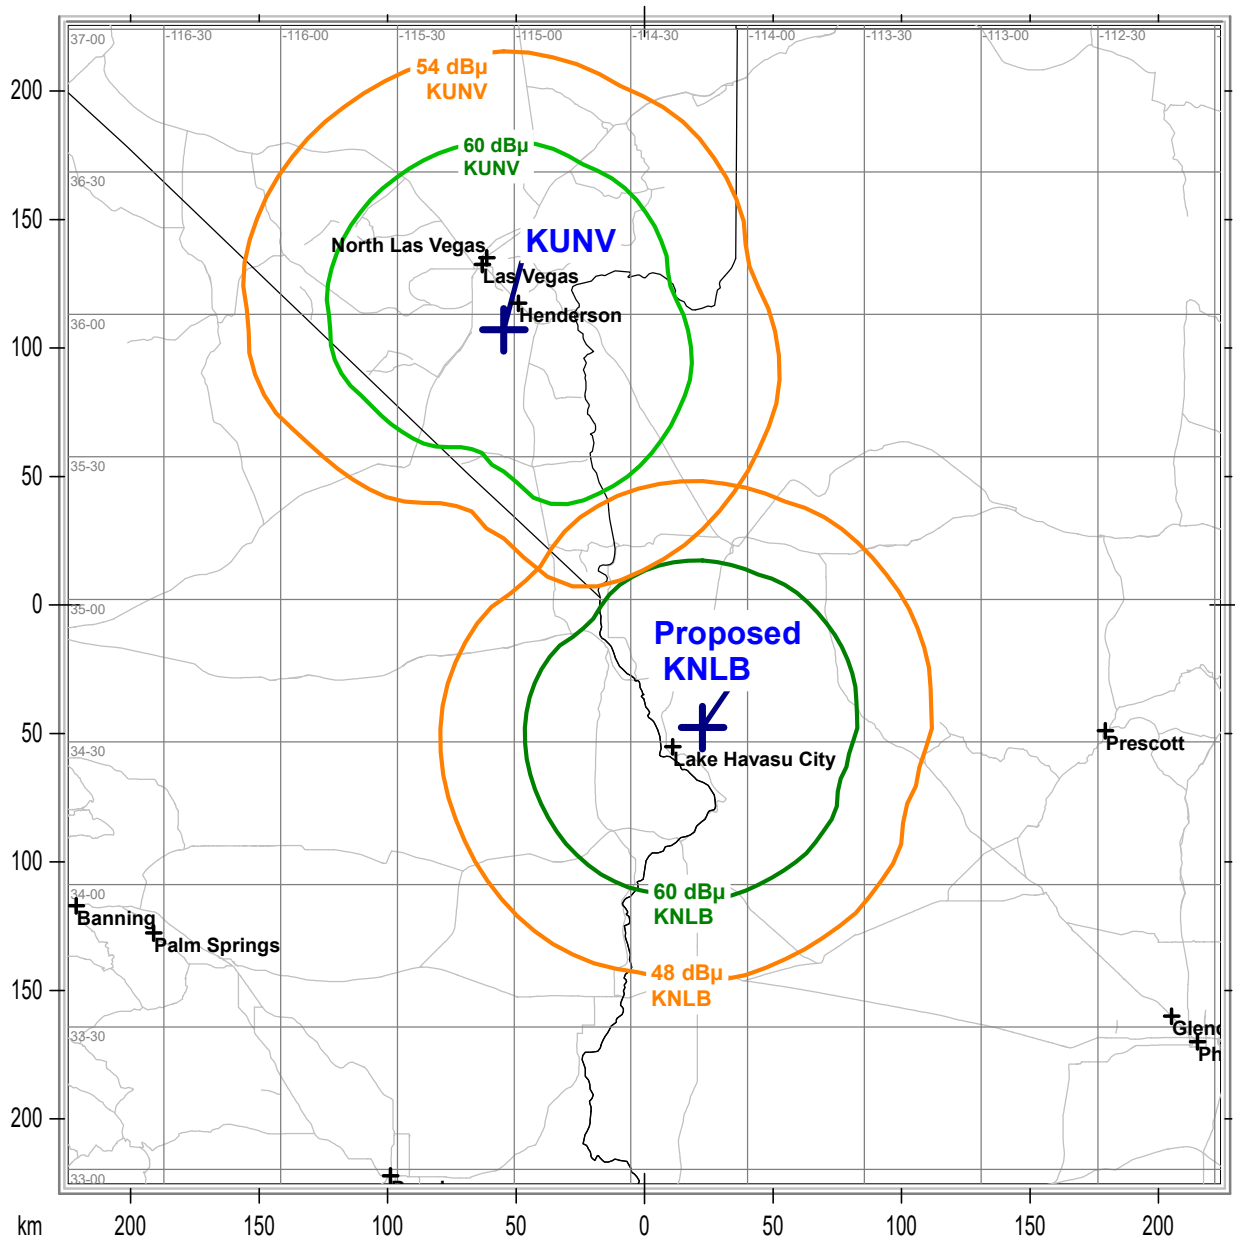 37-00
-116-30
-116-00
-115-30
-115-00
-114-30
-114-00
-113-30
-113-00
-112-30
54 dBµ
KUNV
200
60 dBµ
KUNV
36-30
150
KUNV
North Las Vegas
Las Vegas
Henderson
36-00
100
35-30
50
0
35-00
Proposed
KNLB
50
34-30
Lake Havasu City
Prescott
100
34-00
60 dBµ
KNLB
Banning
Palm Springs
48 dBµ
KNLB
150
33-30
200
33-00
km
200
150
100
50
0
50
100
150
200